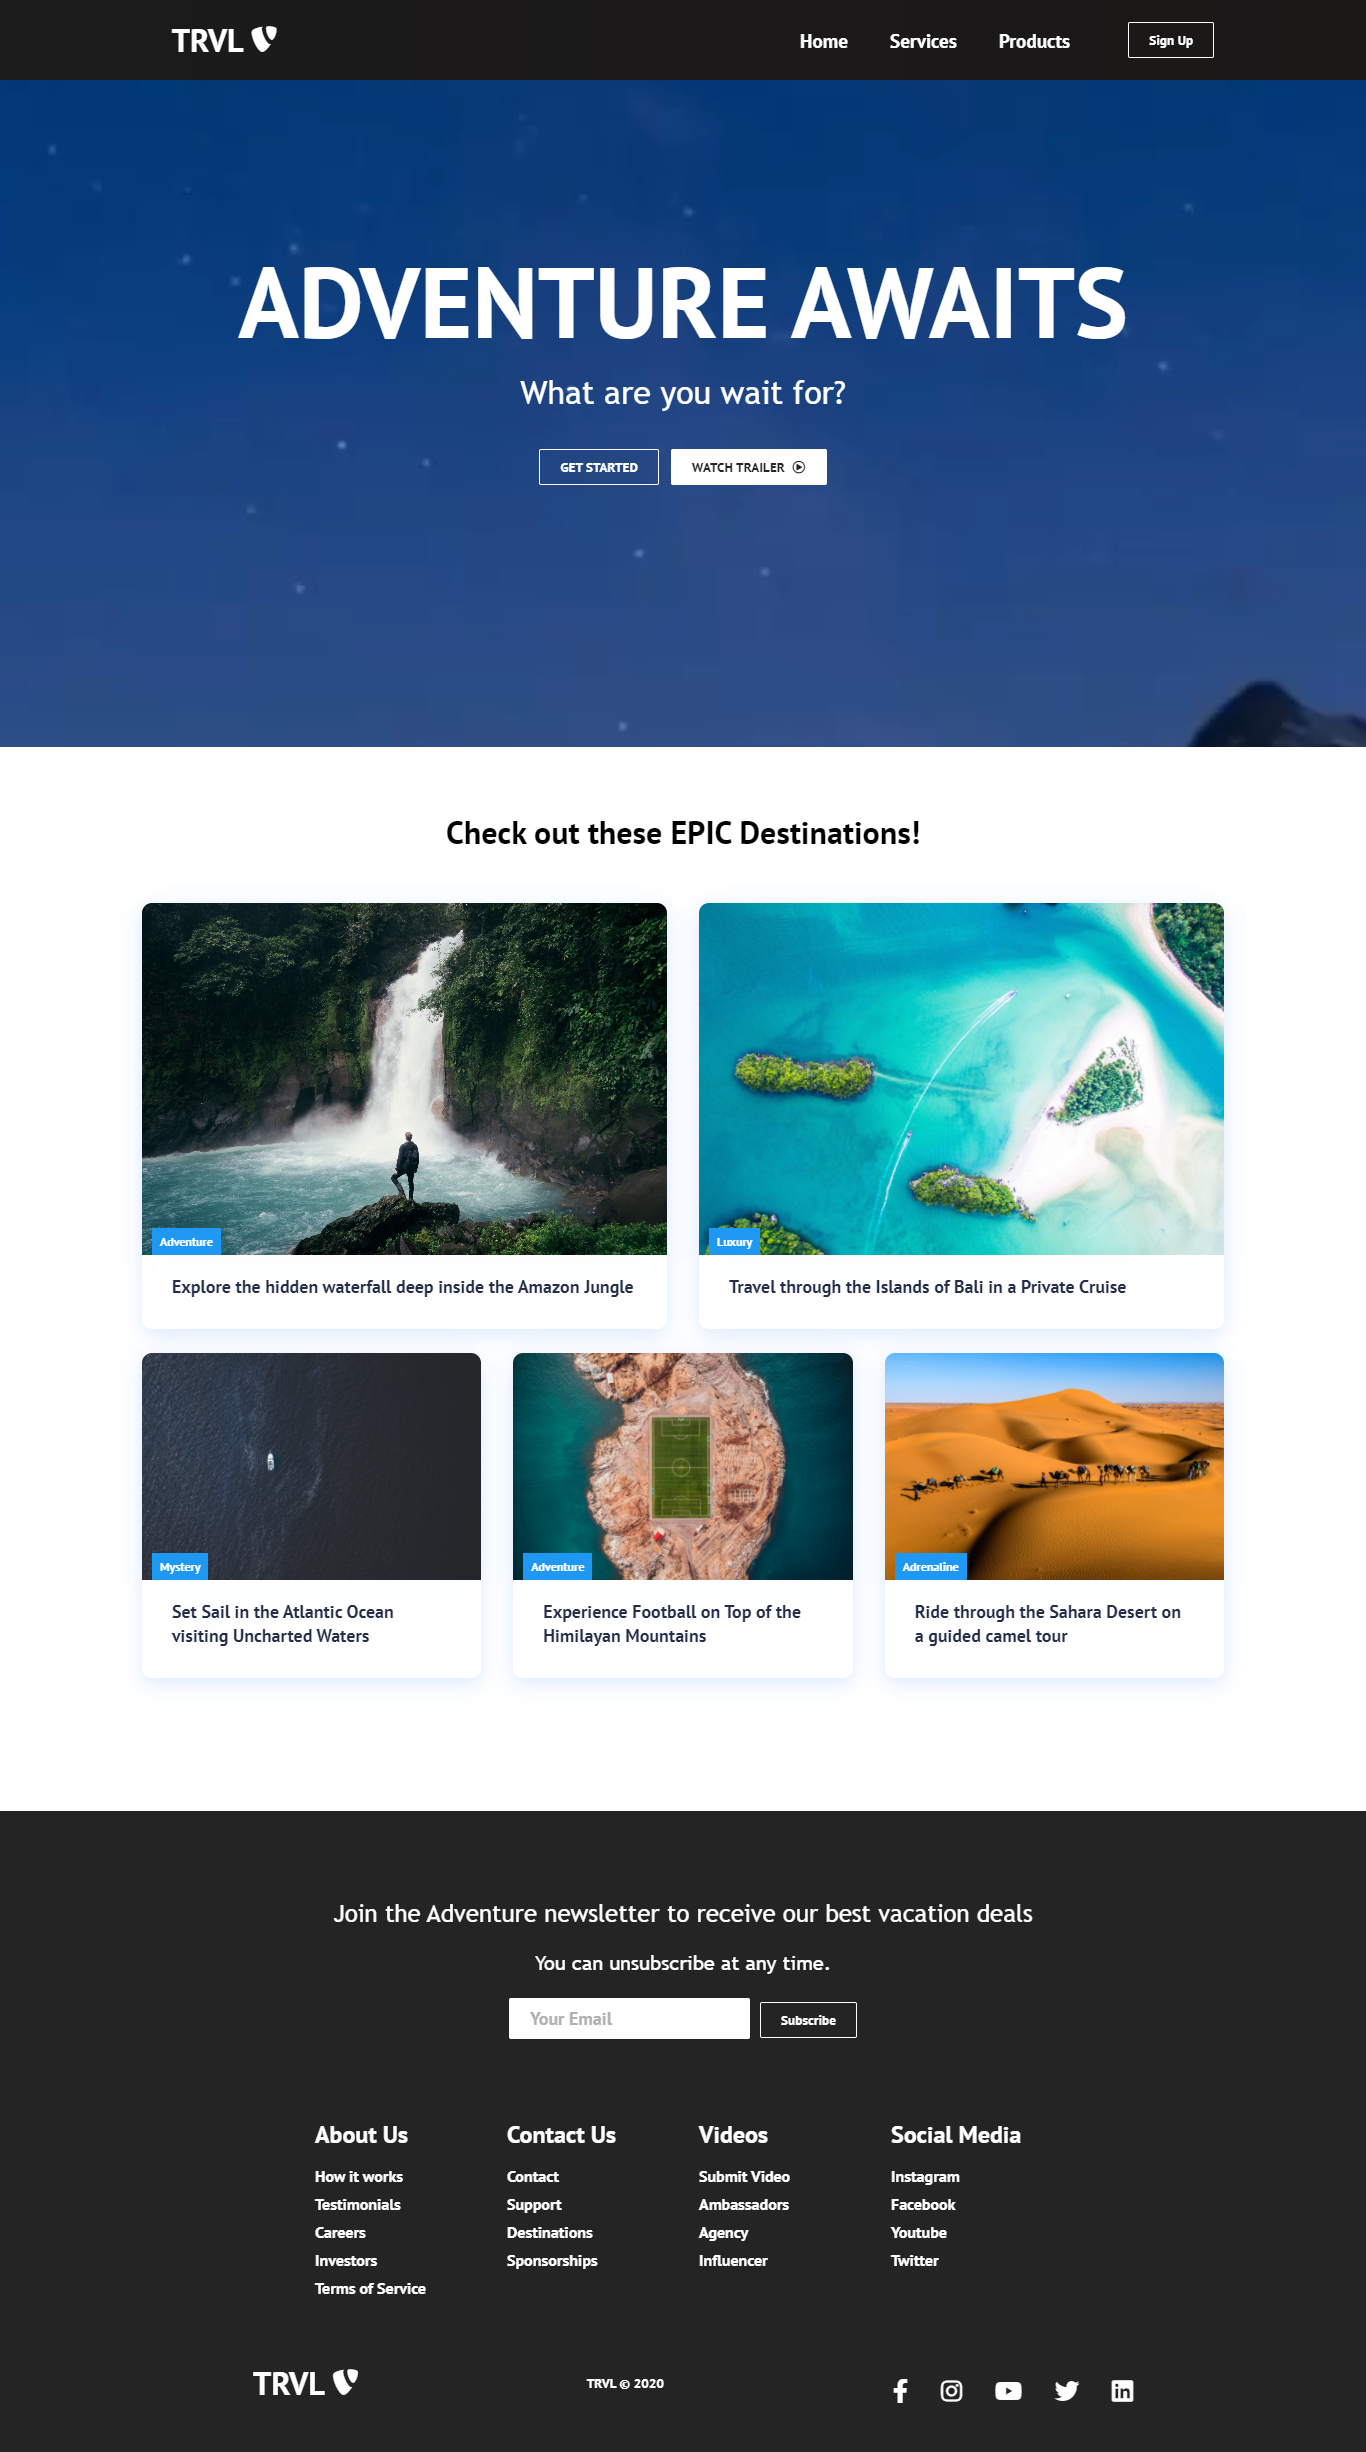 TRVL
Home
Services
Products
Sign Up
ADVENTURE AWAITS
What are you wait for?
GET STARTED
WATCH TRAILER
Check out these EPIC Destinations!
Adventure
Explore the hidden waterfall deep inside the Amazon Jungle
Luxury
Travel through the Islands of Bali in a Private Cruise
Mystery
Set Sail in the Atlantic Ocean
visiting Uncharted Waters
Adventure
Experience Football on Top of the
Himilayan Mountains
Adrenaline
Ride through the Sahara Desert on
a guided camel tour
Join the Adventure newsletter to receive our best vacation deals
You can unsubscribe at any time.
Your Email
Subscribe
About Us
How it works
Testimonials
Careers
Investors
Terms of Service
Contact Us
Contact
Support
Destinations
Sponsorships
Videos
Submit Video
Ambassadors
Agency
Influencer
Social Media
Instagram
Facebook
Youtube
Twitter
TRVL
TRVL © 2020